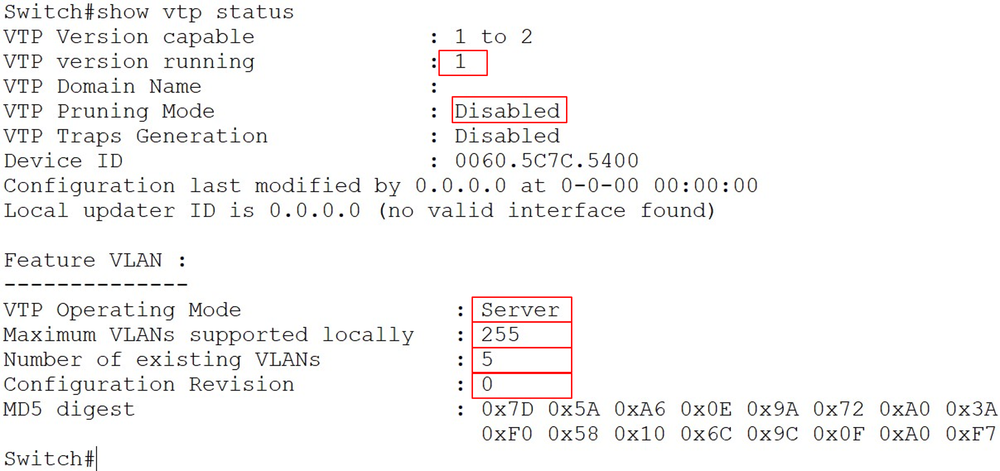 Switch#show vtp status
VTP Version capable : 1 to 2
VTP version running : 1
VTP Domain Name :
VTP Pruning Mode : Disabled
VTP Traps Generation : Disabled
Device ID : 0060.5C7C.5400
Configuration last modified by 0.0.0.0 at 0-0-00 00:00:00
Local updater ID is 0.0.0.0 (no valid interface found)
Feature VLAN :
--------------
VTP Operating Mode : Server
Maximum VLANs supported locally : 255
Number of existing VLANs : 5
Configuration Revision : 0
MD5 digest : 0x7D 0x5A 0xA6 0x0E 0x9A 0x72 0xA0 0x3A
0xF0 0x58 0x10 0x6C 0x9C 0x0F 0xA0 0xF7
Switch#